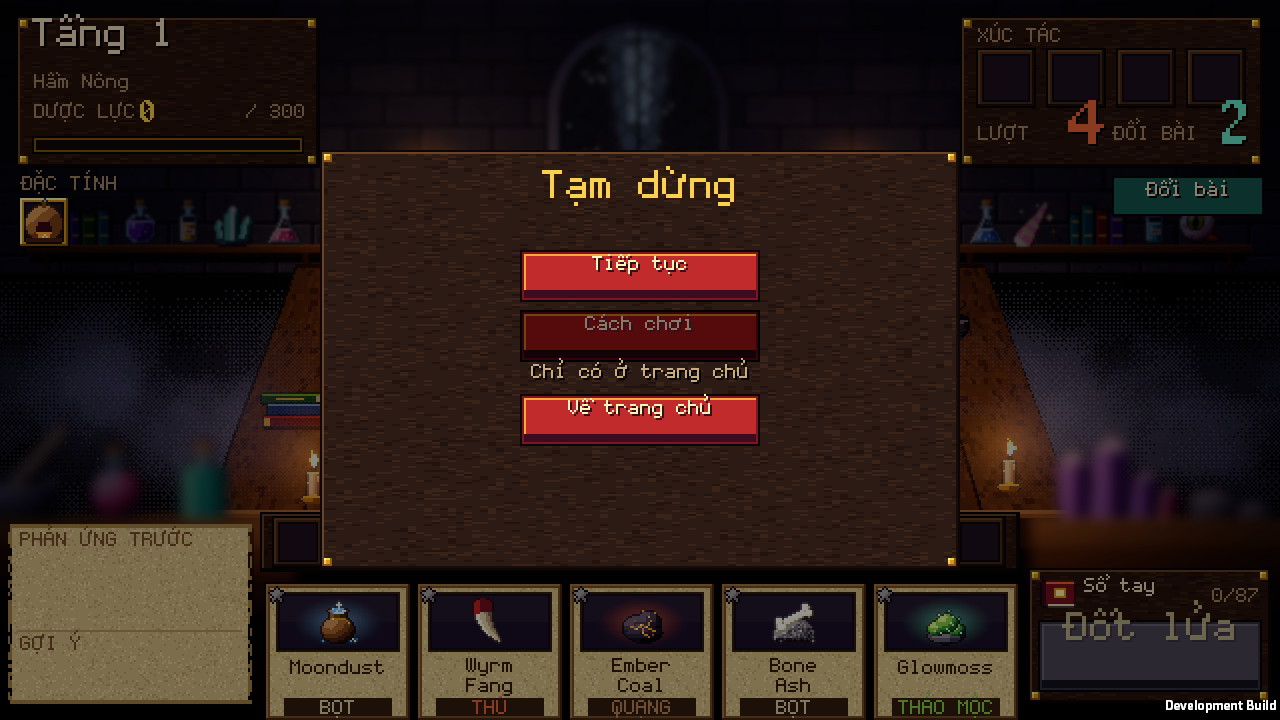 Tầng 1
Hầm Nông
DƯỢC LỰC 0 / 300
ĐẶC TÍNH
XÚC TÁC
LƯỢT 4 ĐỔI BÀI 2
Đổi bài
Tạm dừng
Tiếp tục
Cách chơi
Chỉ có ở trang chủ
Về trang chủ
PHẢN ỨNG TRƯỚC
GỢI Ý
Moondust
BỘT
Wyrm
Fang
THÚ
Ember
Coal
QUẶNG
Bone
Ash
BỘT
Glowmoss
THẢO MỘC
Sổ tay
0/87
Đốt lửa
Development Build